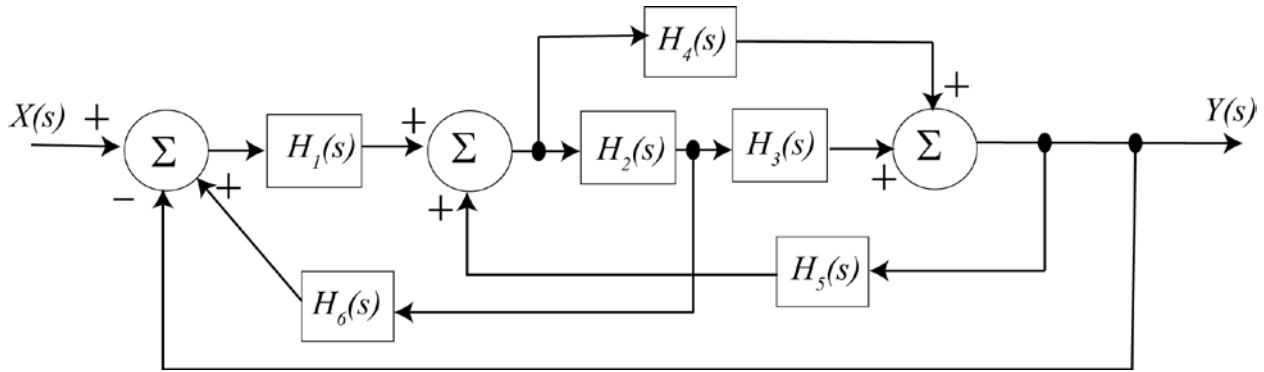 H₄(s)
X(s) + + + Y(s)
Σ H₁(s) Σ H₂(s) H₃(s) Σ
− + + +
H₅(s)
H₆(s)